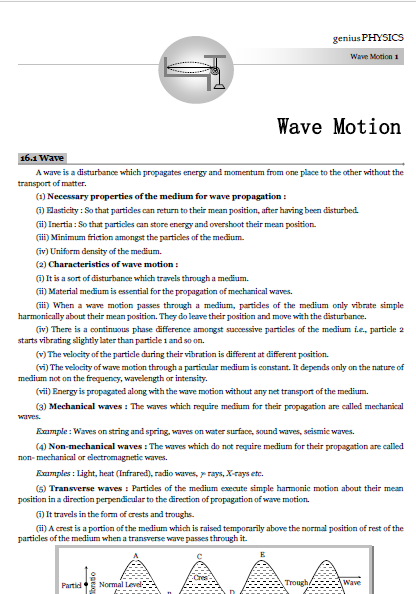 genius PHYSICS
Wave Motion 1
Wave Motion
16.1 Wave
A wave is a disturbance which propagates energy and momentum from one place to the other without the
transport of matter.
(1) Necessary properties of the medium for wave propagation :
(i) Elasticity : So that particles can return to their mean position, after having been disturbed.
(ii) Inertia : So that particles can store energy and overshoot their mean position.
(iii) Minimum friction amongst the particles of the medium.
(iv) Uniform density of the medium.
(2) Characteristics of wave motion :
(i) It is a sort of disturbance which travels through a medium.
(ii) Material medium is essential for the propagation of mechanical waves.
(iii) When a wave motion passes through a medium, particles of the medium only vibrate simple
harmonically about their mean position. They do leave their position and move with the disturbance.
(iv) There is a continuous phase difference amongst successive particles of the medium i.e., particle 2
starts vibrating slightly later than particle 1 and so on.
(v) The velocity of the particle during their vibration is different at different position.
(vi) The velocity of wave motion through a particular medium is constant. It depends only on the nature of
medium not on the frequency, wavelength or intensity.
(vii) Energy is propagated along with the wave motion without any net transport of the medium.
(3) Mechanical waves : The waves which require medium for their propagation are called mechanical
waves.
Example : Waves on string and spring, waves on water surface, sound waves, seismic waves.
(4) Non-mechanical waves : The waves which do not require medium for their propagation are called
non- mechanical or electromagnetic waves.
Examples : Light, heat (Infrared), radio waves, γ- rays, X-rays etc.
(5) Transverse waves : Particles of the medium execute simple harmonic motion about their mean
position in a direction perpendicular to the direction of propagation of wave motion.
(i) It travels in the form of crests and troughs.
(ii) A crest is a portion of the medium which is raised temporarily above the normal position of rest of the
particles of the medium when a transverse wave passes through it.
A C E
Cres
Particl Normal Level Trough Wave
D